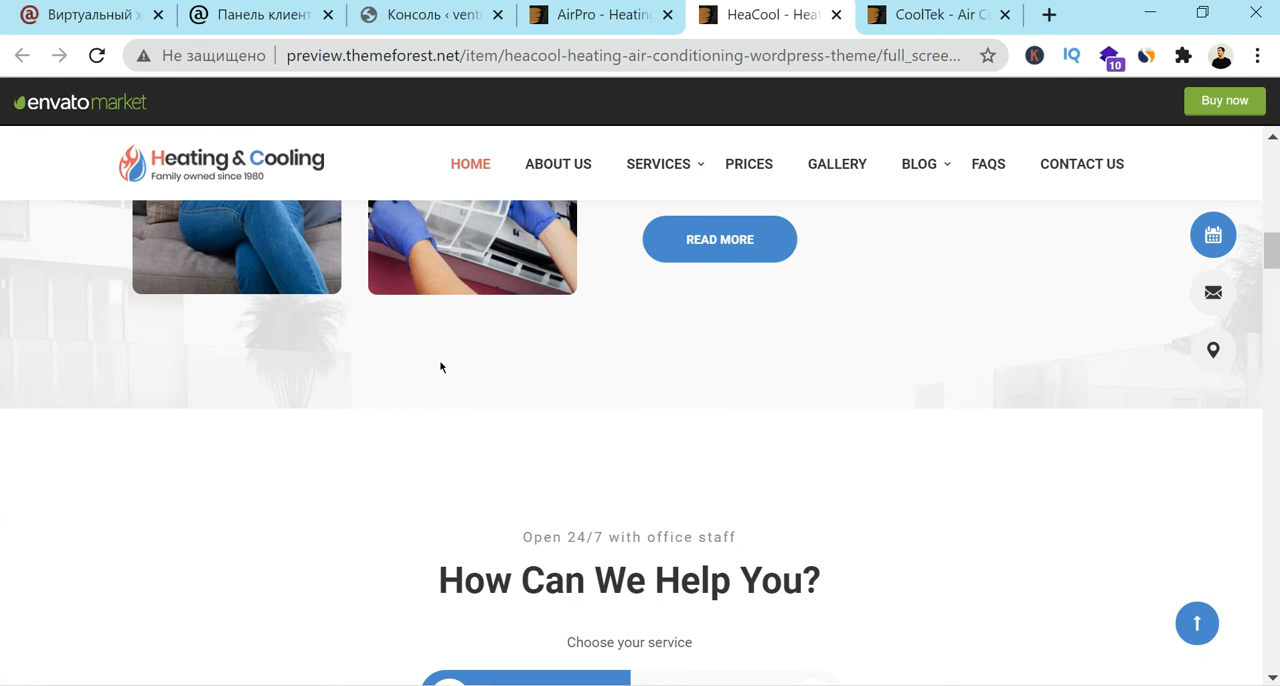 Виртуальный х
Панель клиент
Консоль ‹ vent
AirPro - Heatin
HeaCool - Heat
CoolTek - Air C
Не защищено
preview.themeforest.net/item/heacool-heating-air-conditioning-wordpress-theme/full_scree...
K
IQ
10
envatomarket
Buy now
Heating & Cooling
Family owned since 1980
HOME
ABOUT US
SERVICES
PRICES
GALLERY
BLOG
FAQS
CONTACT US
READ MORE
Open 24/7 with office staff
How Can We Help You?
Choose your service